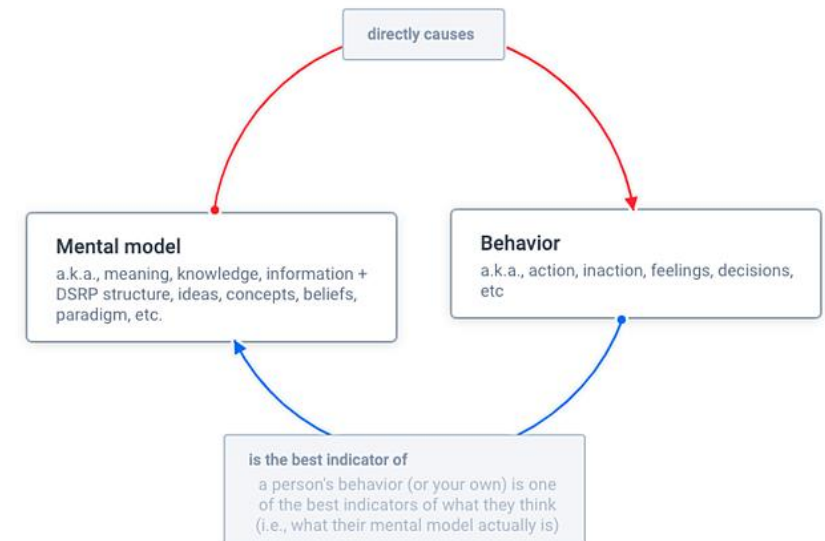 directly causes
Mental model
a.k.a., meaning, knowledge, information +
DSRP structure, ideas, concepts, beliefs,
paradigm, etc.
Behavior
a.k.a., action, inaction, feelings, decisions,
etc
is the best indicator of
a person's behavior (or your own) is one
of the best indicators of what they think
(i.e., what their mental model actually is)